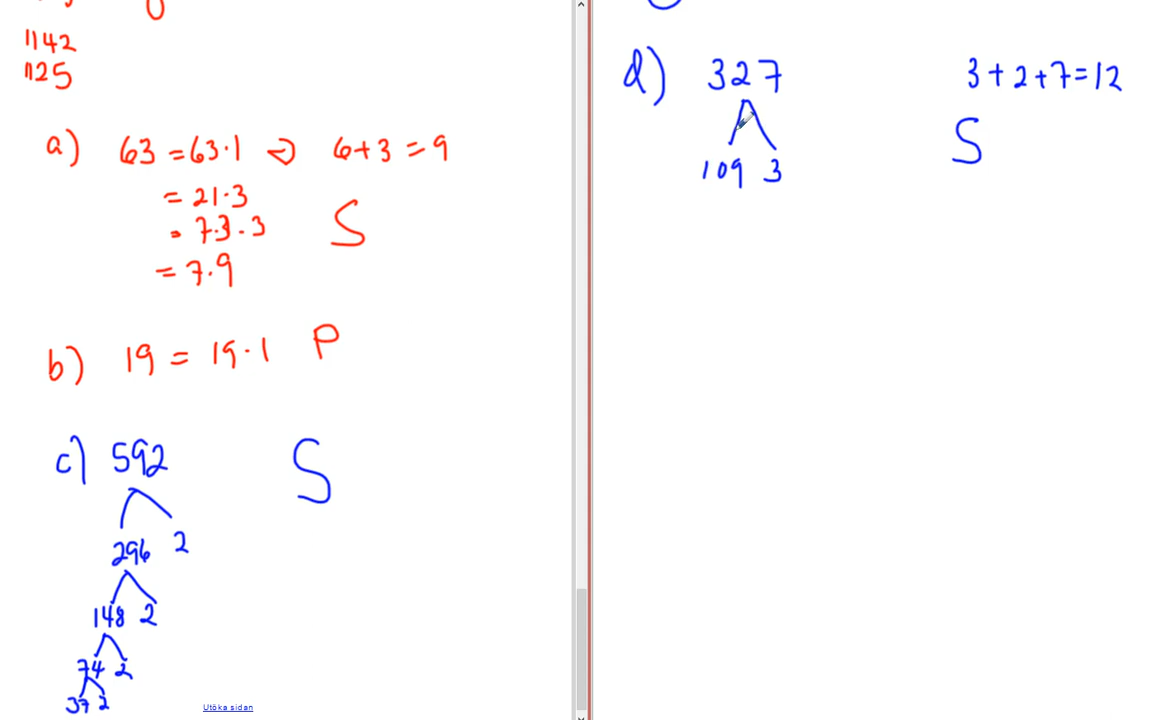 1142
1125
a) 63 = 63·1 ⇒ 6+3 = 9
= 21·3
= 7·3·3 S
= 7·9
b) 19 = 19·1 P
c) 592 S
296 2
148 2
74 2
37 2
Utöka sidan
d) 327 3+2+7=12
S
109 3